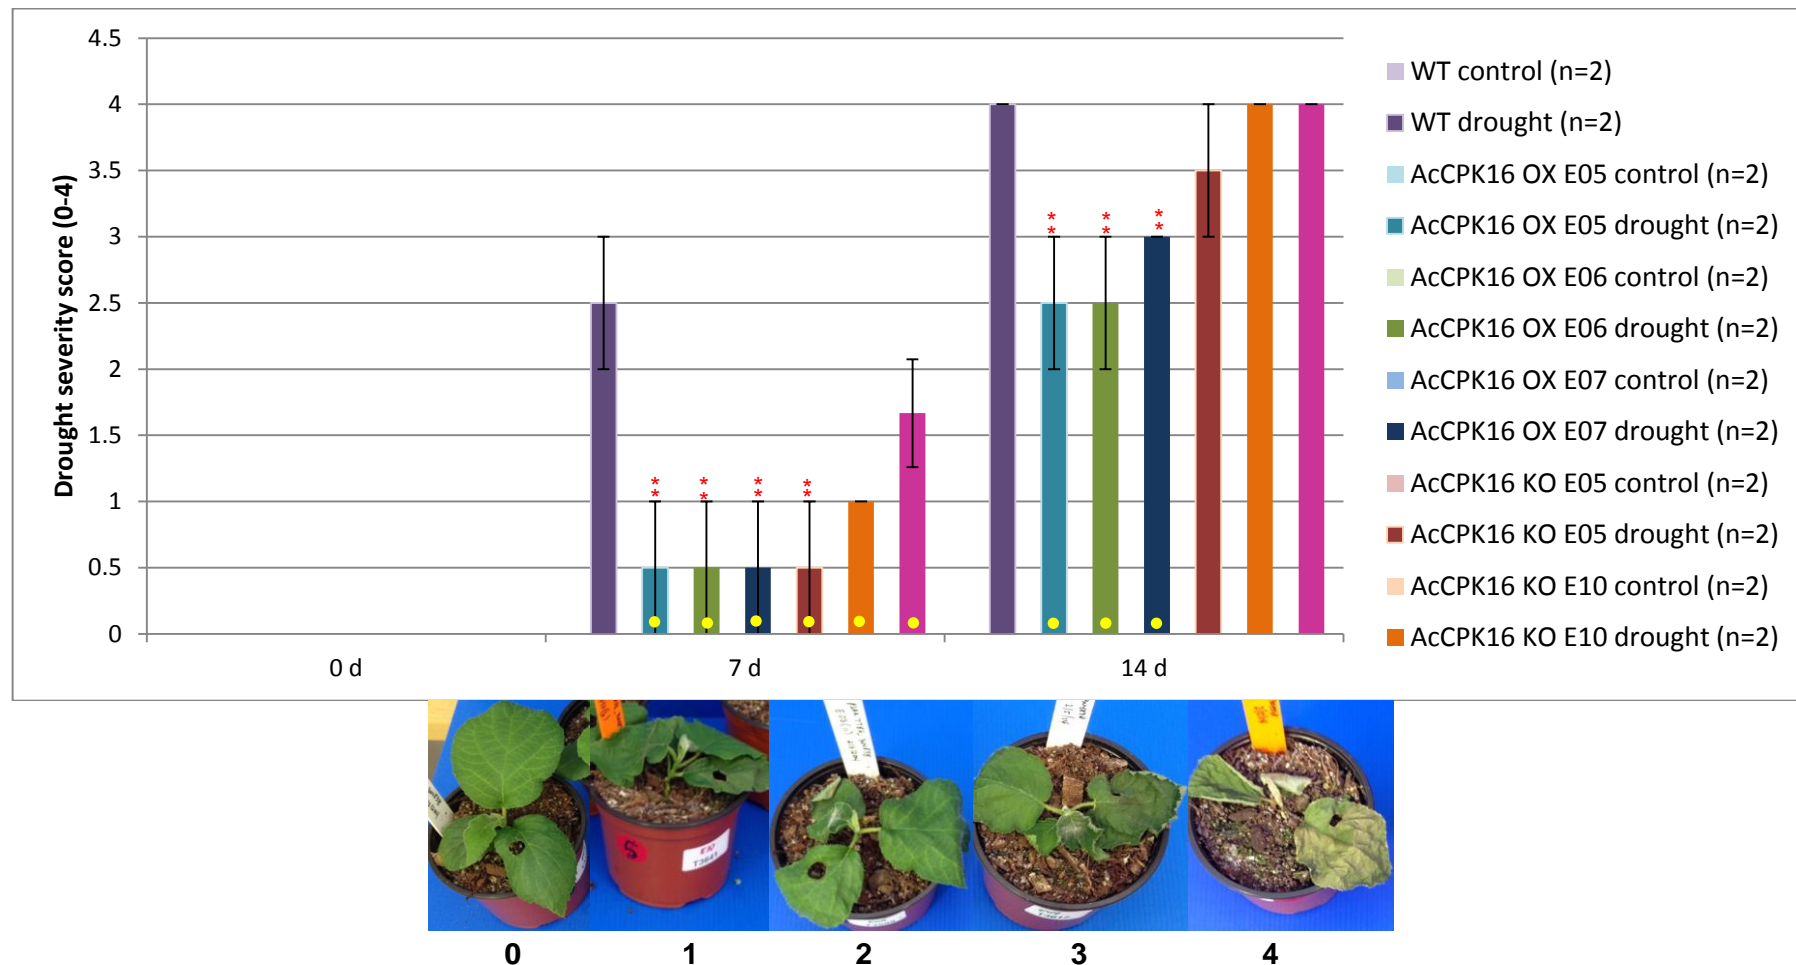 4.5
4
3.5
3
2.5
2
1.5
1
0.5
0
Drought severity score (0-4)
0 d
7 d
14 d
**
**
**
**
**
**
**
WT control (n=2)
WT drought (n=2)
AcCPK16 OX E05 control (n=2)
AcCPK16 OX E05 drought (n=2)
AcCPK16 OX E06 control (n=2)
AcCPK16 OX E06 drought (n=2)
AcCPK16 OX E07 control (n=2)
AcCPK16 OX E07 drought (n=2)
AcCPK16 KO E05 control (n=2)
AcCPK16 KO E05 drought (n=2)
AcCPK16 KO E10 control (n=2)
AcCPK16 KO E10 drought (n=2)
S
T3641
0
1
2
3
4